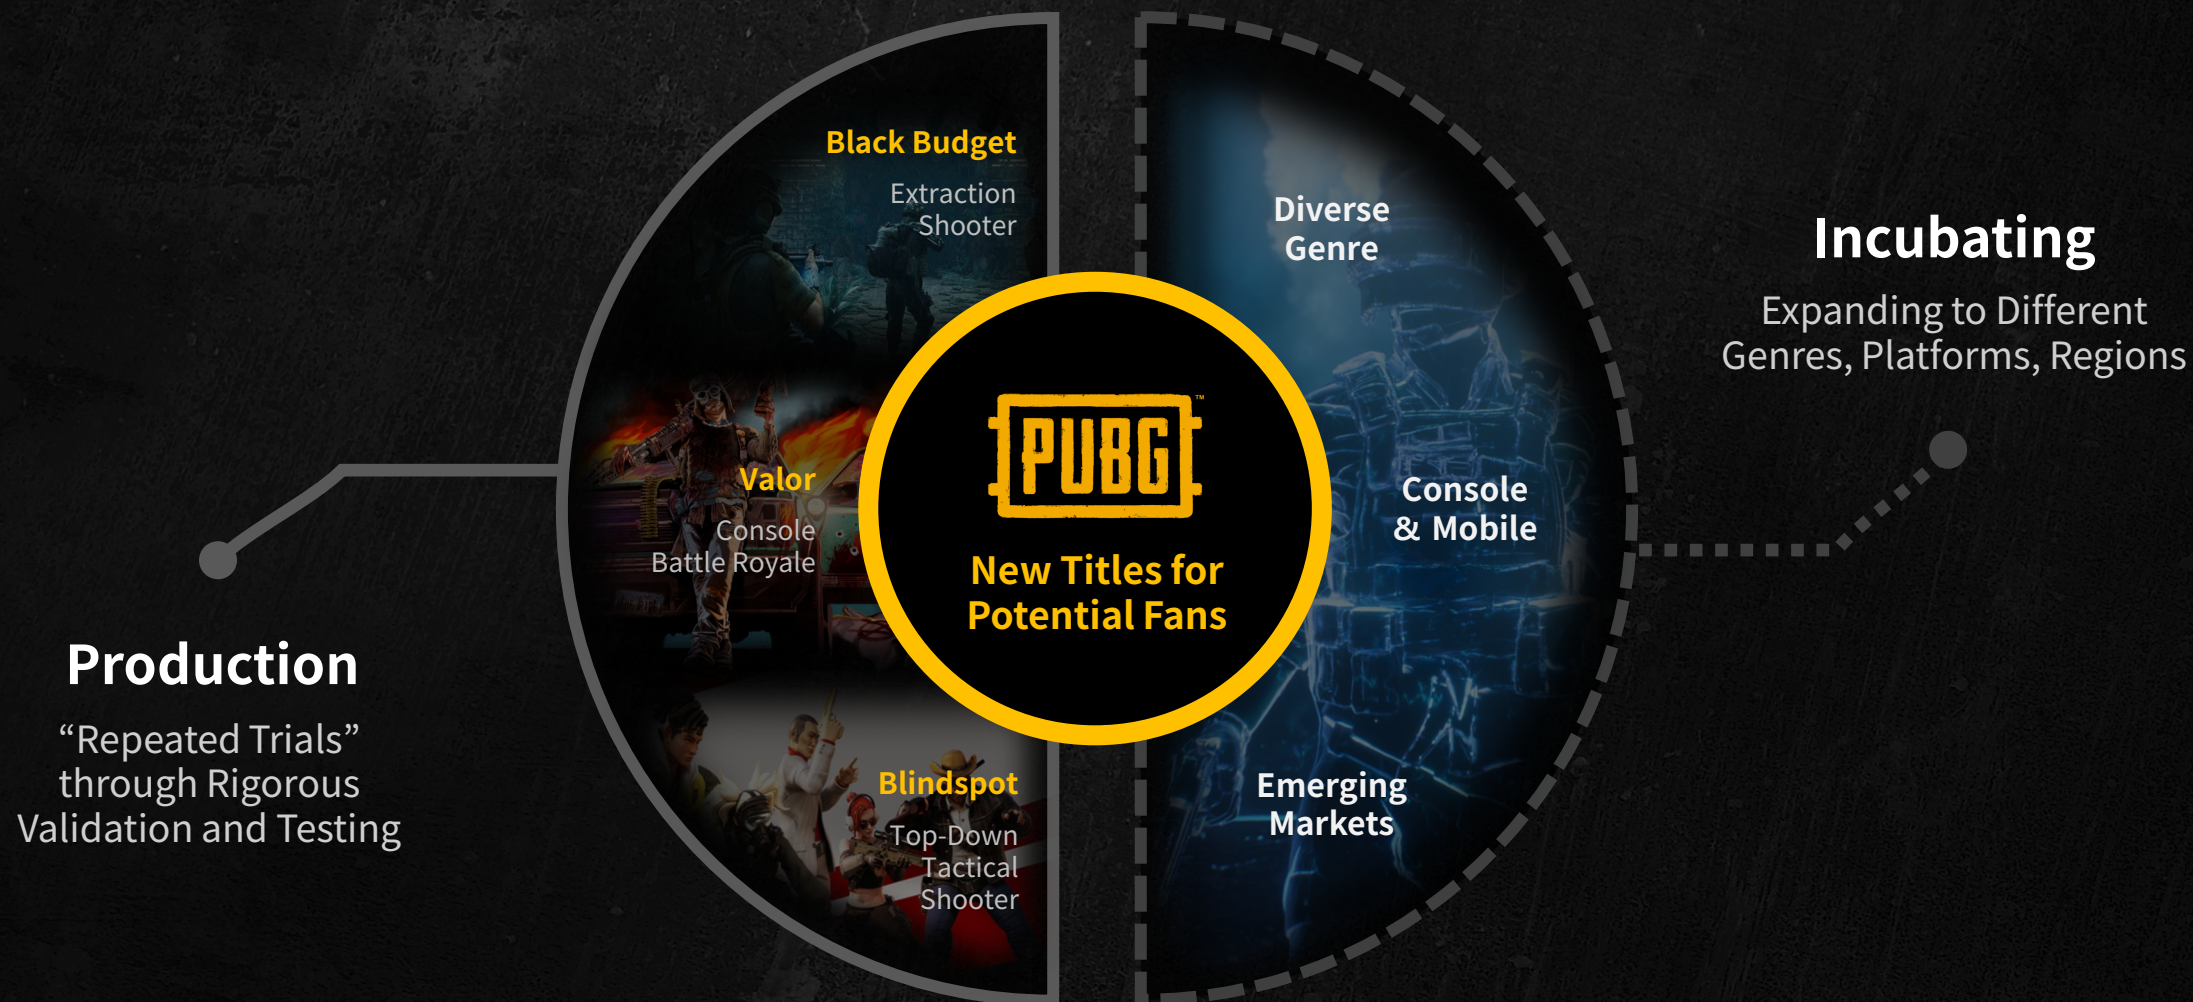 Production
“Repeated Trials”
through Rigorous
Validation and Testing
Black Budget
Extraction
Shooter
Valor
Console
Battle Royale
Blindspot
Top-Down
Tactical
Shooter
PUBG™
New Titles for
Potential Fans
Diverse
Genre
Console
& Mobile
Emerging
Markets
Incubating
Expanding to Different
Genres, Platforms, Regions